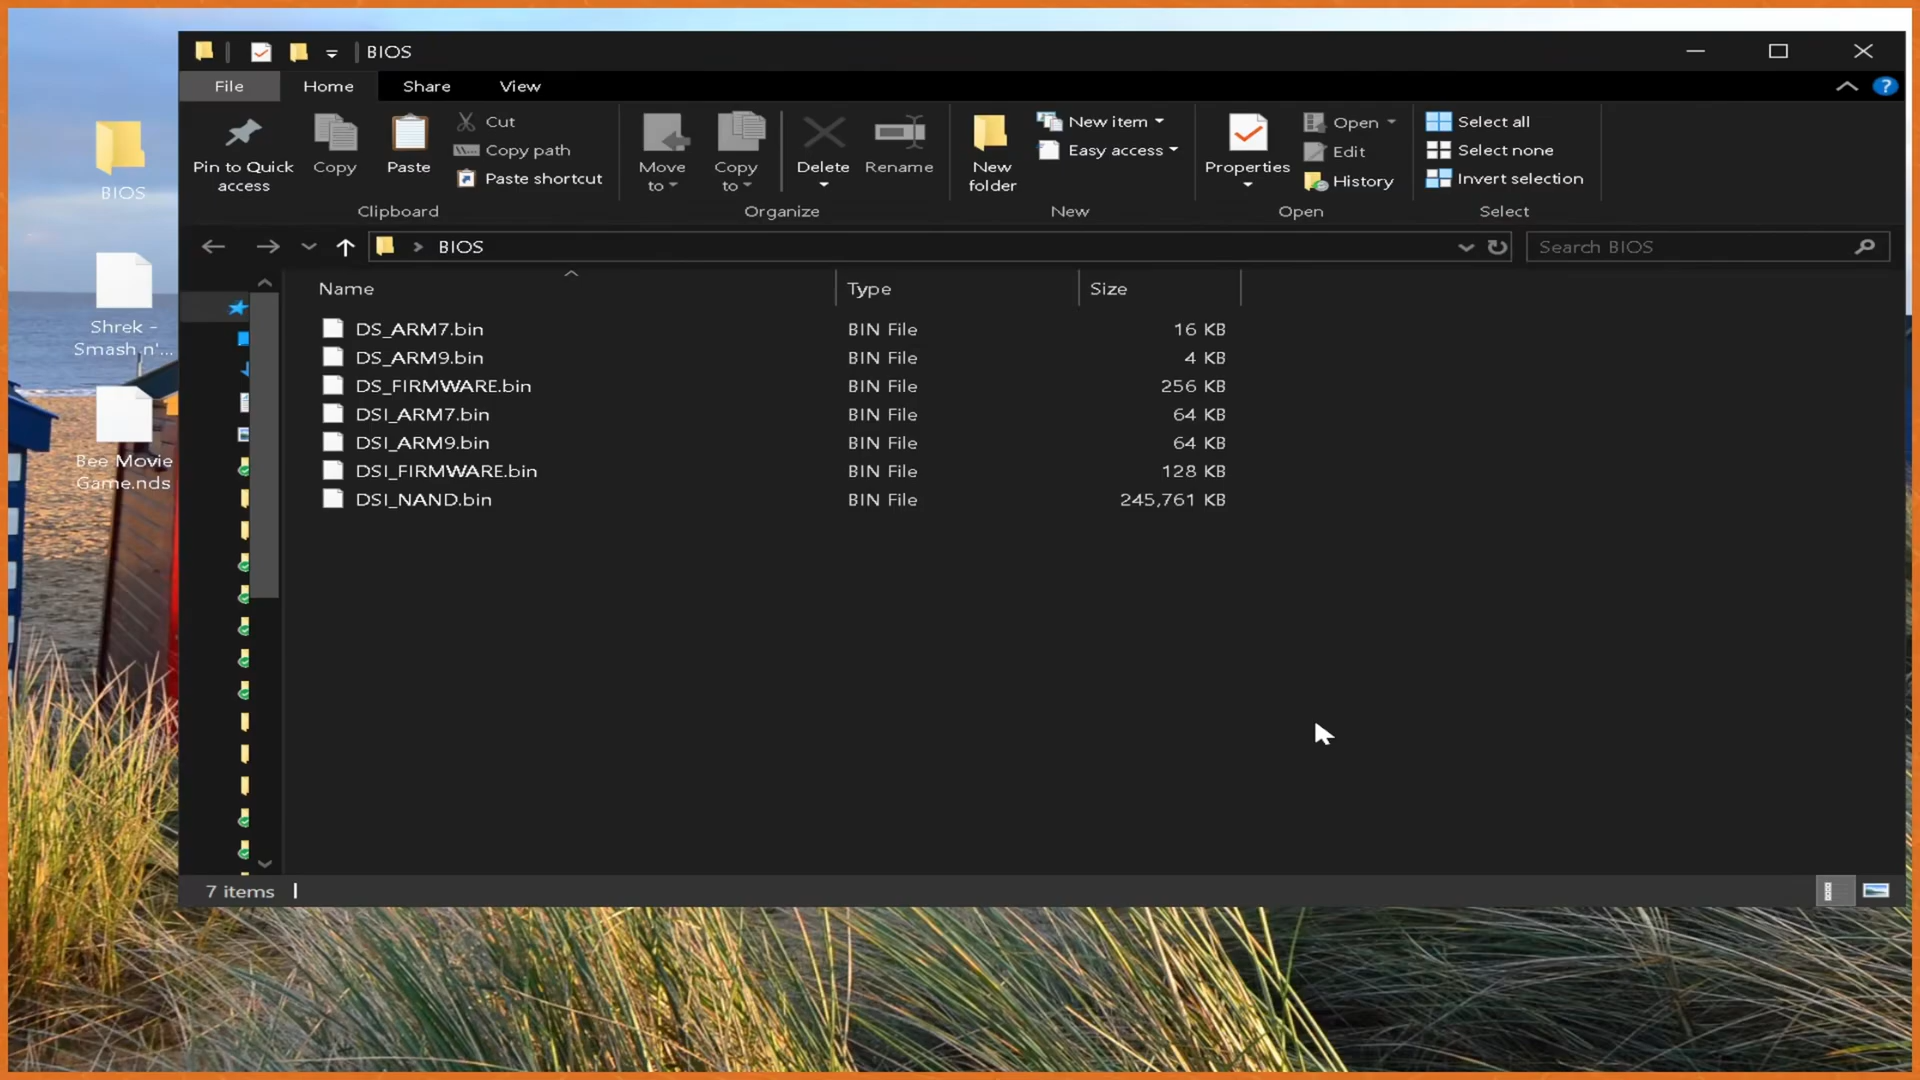 BIOS
File
Home
Share
View
?
Pin to Quick
access
Copy
Paste
Cut
Copy path
Paste shortcut
Clipboard
Move
to
Copy
to
Delete
Rename
Organize
New
folder
New item
Easy access
New
Properties
Open
Edit
History
Open
Select all
Select none
Invert selection
Select
BIOS
Search BIOS
Name
Type
Size
DS_ARM7.bin
BIN File
16 KB
DS_ARM9.bin
BIN File
4 KB
DS_FIRMWARE.bin
BIN File
256 KB
DSI_ARM7.bin
BIN File
64 KB
DSI_ARM9.bin
BIN File
64 KB
DSI_FIRMWARE.bin
BIN File
128 KB
DSI_NAND.bin
BIN File
245,761 KB
7 items
BIOS
Shrek -
Smash n'...
Bee Movie
Game.nds